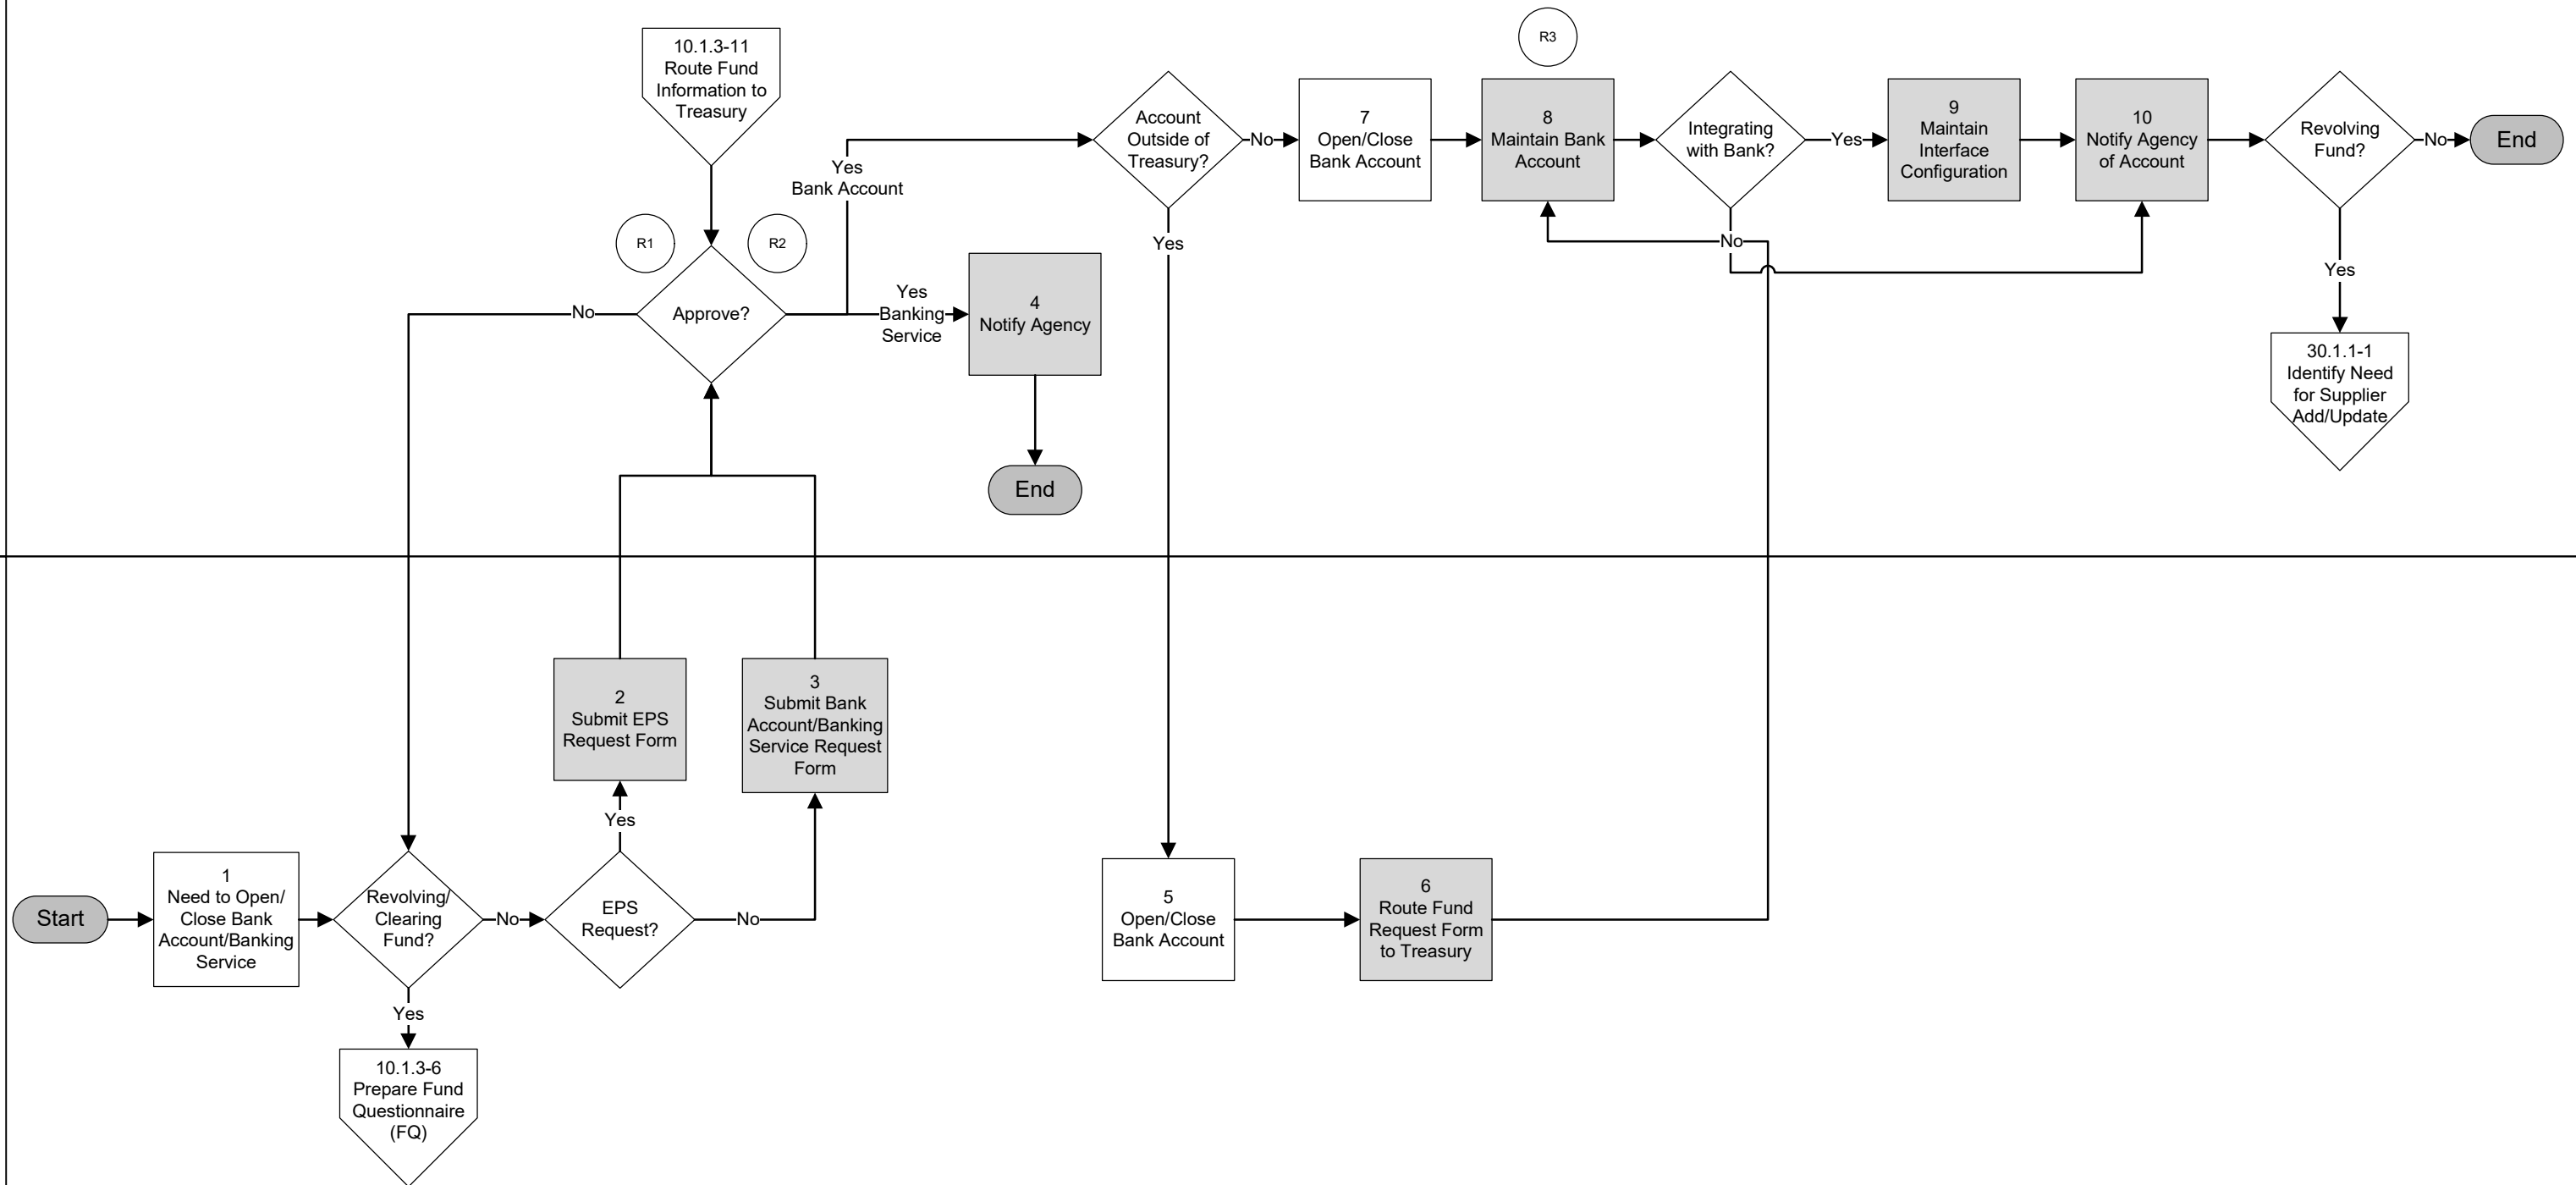 R3
10.1.3-11
Route Fund
Information to
Treasury
Account
Outside of
Treasury?
No
7
Open/Close
Bank Account
8
Maintain Bank
Account
Integrating
with Bank?
Yes
9
Maintain
Interface
Configuration
10
Notify Agency
of Account
Revolving
Fund?
No
End
Yes
Bank Account
R1
R2
Yes
No
Yes
No
Approve?
Yes
Banking
Service
4
Notify Agency
30.1.1-1
Identify Need
for Supplier
Add/Update
End
2
Submit EPS
Request Form
3
Submit Bank
Account/Banking
Service Request
Form
Yes
Start
1
Need to Open/
Close Bank
Account/Banking
Service
Revolving/
Clearing
Fund?
No
EPS
Request?
No
5
Open/Close
Bank Account
6
Route Fund
Request Form
to Treasury
Yes
10.1.3-6
Prepare Fund
Questionnaire
(FQ)